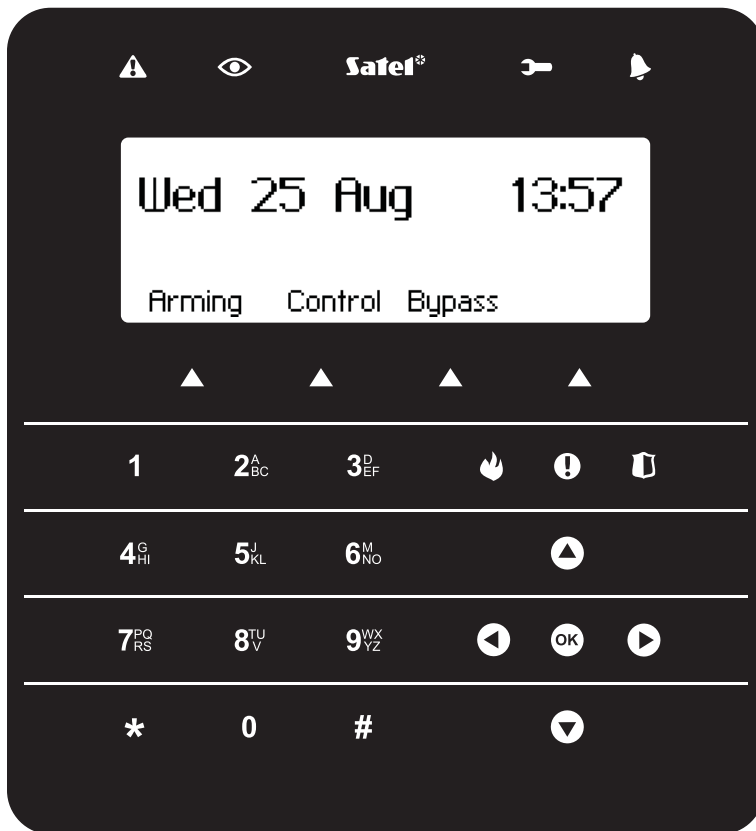 Satel®
Wed 25 Aug 13:57
Arming Control Bypass
1 2 ABC 3 DEF
4 GHI 5 JKL 6 MNO
7 PQRS 8 TUV 9 WXYZ
OK
* 0 #